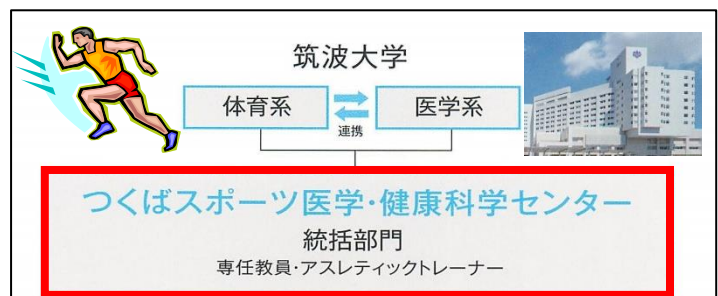 筑波大学
体育系
医学系
連携
つくばスポーツ医学・健康科学センター
統括部門
専任教員・アスレティックトレーナー